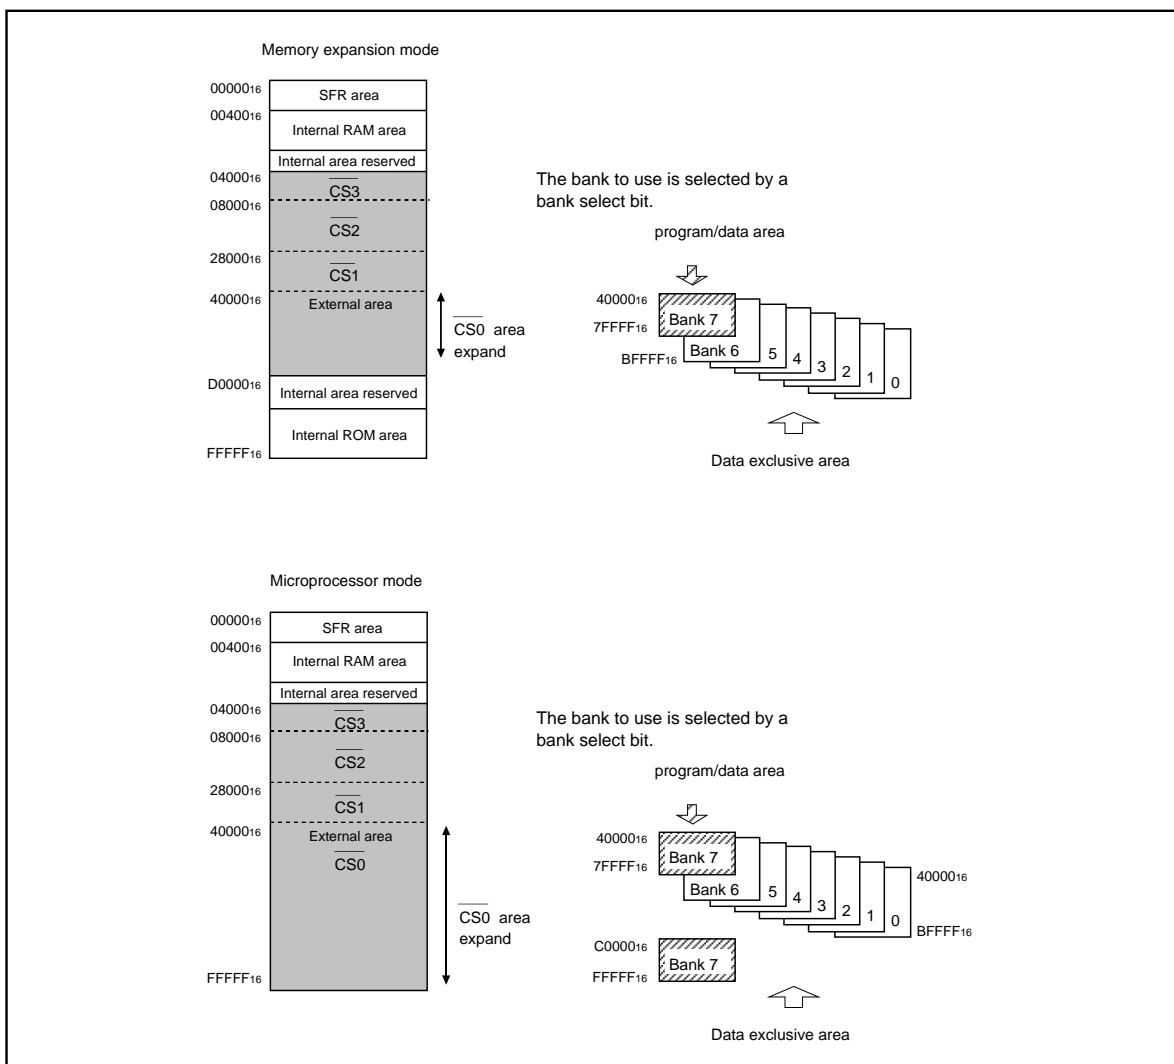 Memory expansion mode
00000₁₆
SFR area
00400₁₆
Internal RAM area
Internal area reserved
04000₁₆
CS3
08000₁₆
CS2
28000₁₆
CS1
40000₁₆
External area
CS0 area
expand
D0000₁₆
Internal area reserved
Internal ROM area
FFFFF₁₆
The bank to use is selected by a
bank select bit.
program/data area
40000₁₆
7FFFF₁₆
BFFFF₁₆
Bank 7
Bank 6
5
4
3
2
1
0
Data exclusive area
Microprocessor mode
00000₁₆
SFR area
00400₁₆
Internal RAM area
Internal area reserved
04000₁₆
CS3
08000₁₆
CS2
28000₁₆
CS1
40000₁₆
External area
CS0
CS0 area
expand
FFFFF₁₆
The bank to use is selected by a
bank select bit.
program/data area
40000₁₆
7FFFF₁₆
Bank 7
Bank 6
5
4
3
2
1
0
40000₁₆
BFFFF₁₆
C0000₁₆
FFFFF₁₆
Bank 7
Data exclusive area